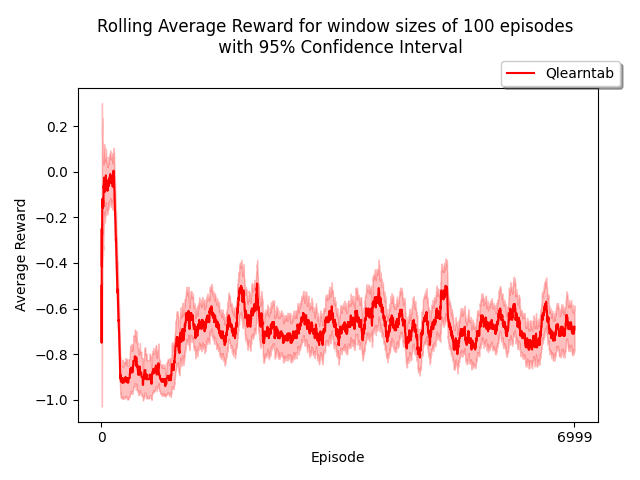 Rolling Average Reward for window sizes of 100 episodes
with 95% Confidence Interval
Qlearntab
Average Reward
0.2
0.0
−0.2
−0.4
−0.6
−0.8
−1.0
0
6999
Episode